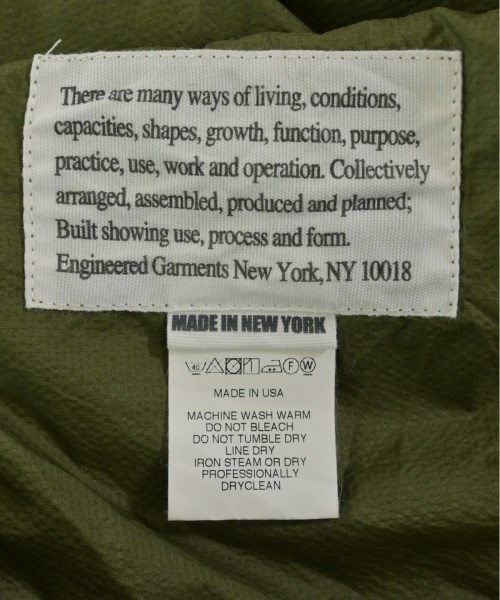 There are many ways of living, conditions,
capacities, shapes, growth, function, purpose,
practice, use, work and operation. Collectively
arranged, assembled, produced and planned;
Built showing use, process and form.
Engineered Garments New York, NY 10018
MADE IN NEW YORK
40 F W
MADE IN USA
MACHINE WASH WARM
DO NOT BLEACH
DO NOT TUMBLE DRY
LINE DRY
IRON STEAM OR DRY
PROFESSIONALLY
DRYCLEAN